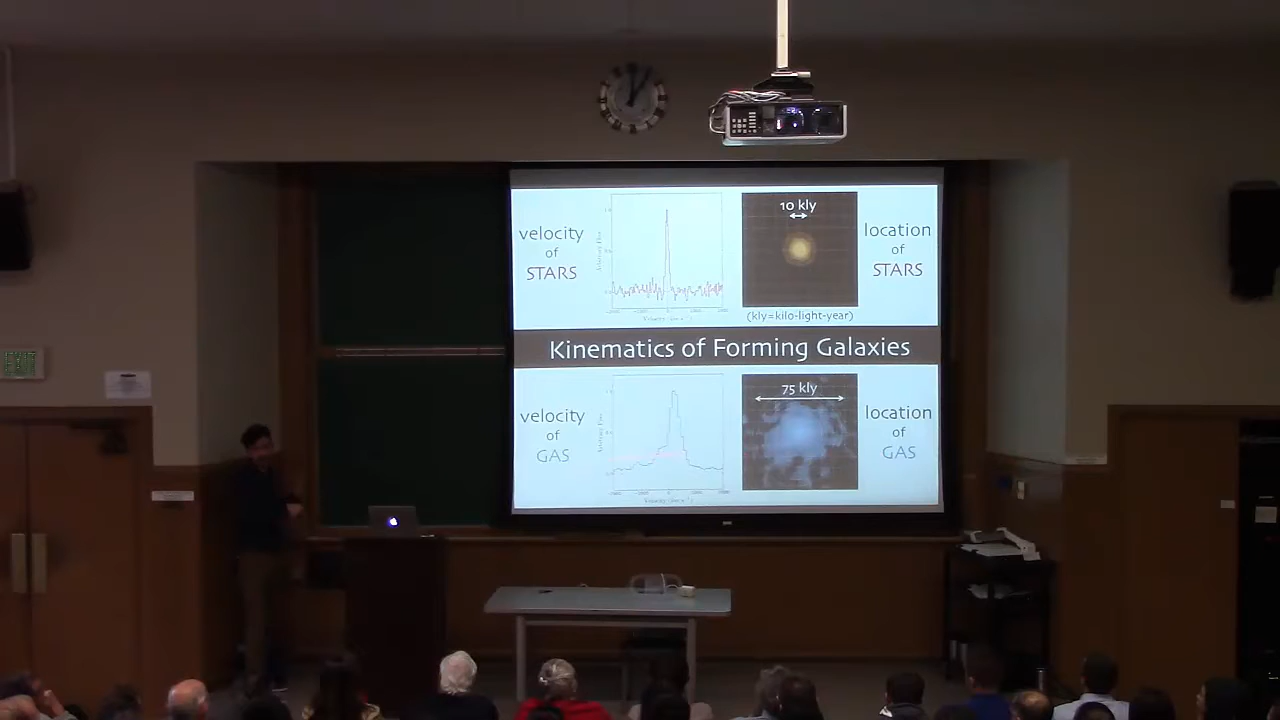 velocity
of
STARS
10 kly
(kly=kilo-light-year)
location
of
STARS
Kinematics of Forming Galaxies
velocity
of
GAS
75 kly
location
of
GAS